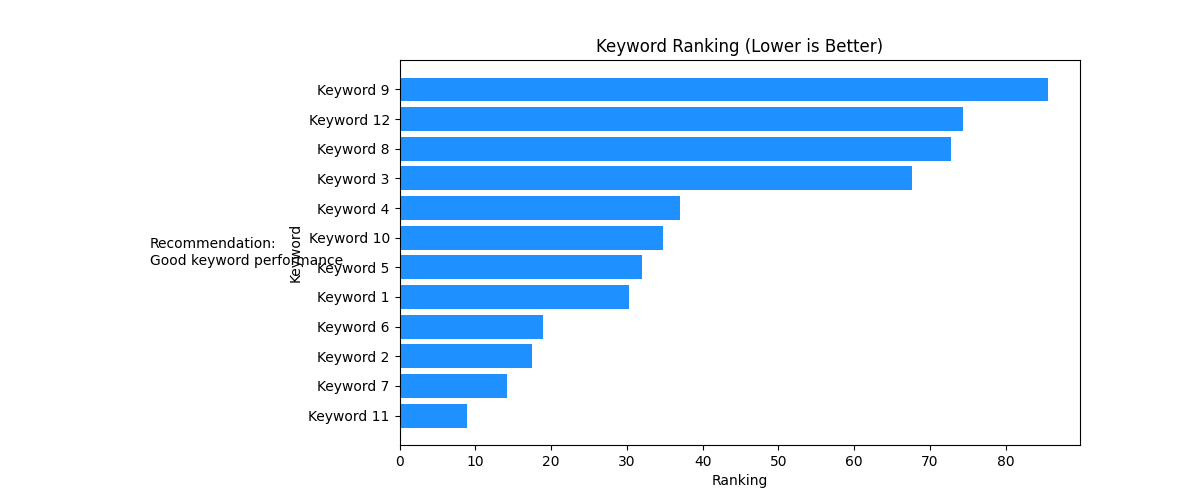 Keyword Ranking (Lower is Better)
Keyword 9
Keyword 12
Keyword 8
Keyword 3
Keyword 4
Keyword 10
Keyword 5
Keyword 1
Keyword 6
Keyword 2
Keyword 7
Keyword 11
Keyword
Recommendation:
Good keyword performance
0 10 20 30 40 50 60 70 80
Ranking